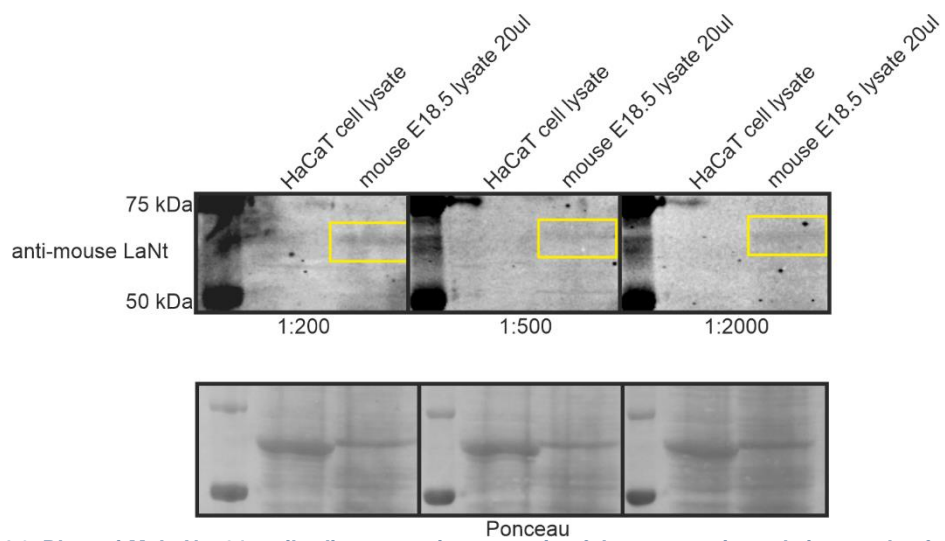 HaCaT cell lysate
mouse E18.5 lysate 20ul
HaCaT cell lysate
mouse E18.5 lysate 20ul
HaCaT cell lysate
mouse E18.5 lysate 20ul
75 kDa
anti-mouse LaNt
50 kDa
1:200
1:500
1:2000
Ponceau